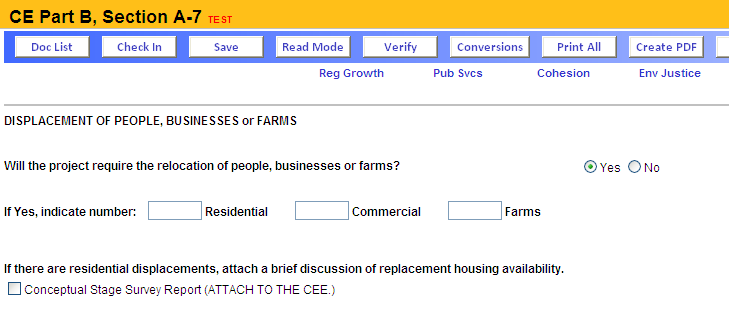 CE Part B, Section A-7 TEST
Doc List Check In Save Read Mode Verify Conversions Print All Create PDF
Reg Growth Pub Svcs Cohesion Env Justice
DISPLACEMENT OF PEOPLE, BUSINESSES or FARMS
Will the project require the relocation of people, businesses or farms? Yes No
If Yes, indicate number: Residential Commercial Farms
If there are residential displacements, attach a brief discussion of replacement housing availability.
Conceptual Stage Survey Report (ATTACH TO THE CEE.)